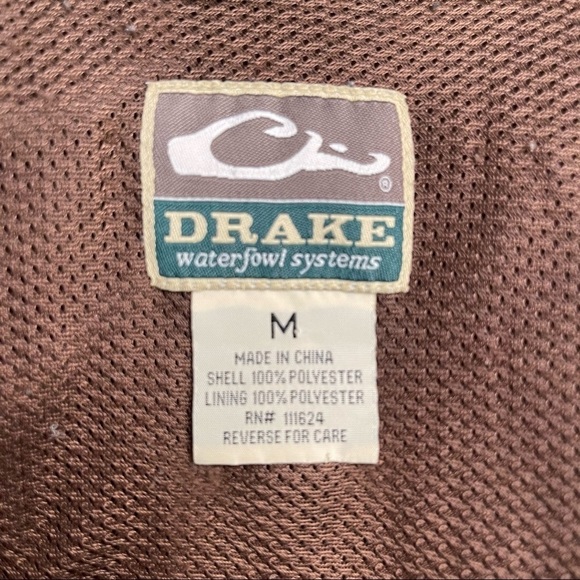 ®
DRAKE
waterfowl systems
M
MADE IN CHINA
SHELL 100% POLYESTER
LINING 100% POLYESTER
RN# 111624
REVERSE FOR CARE